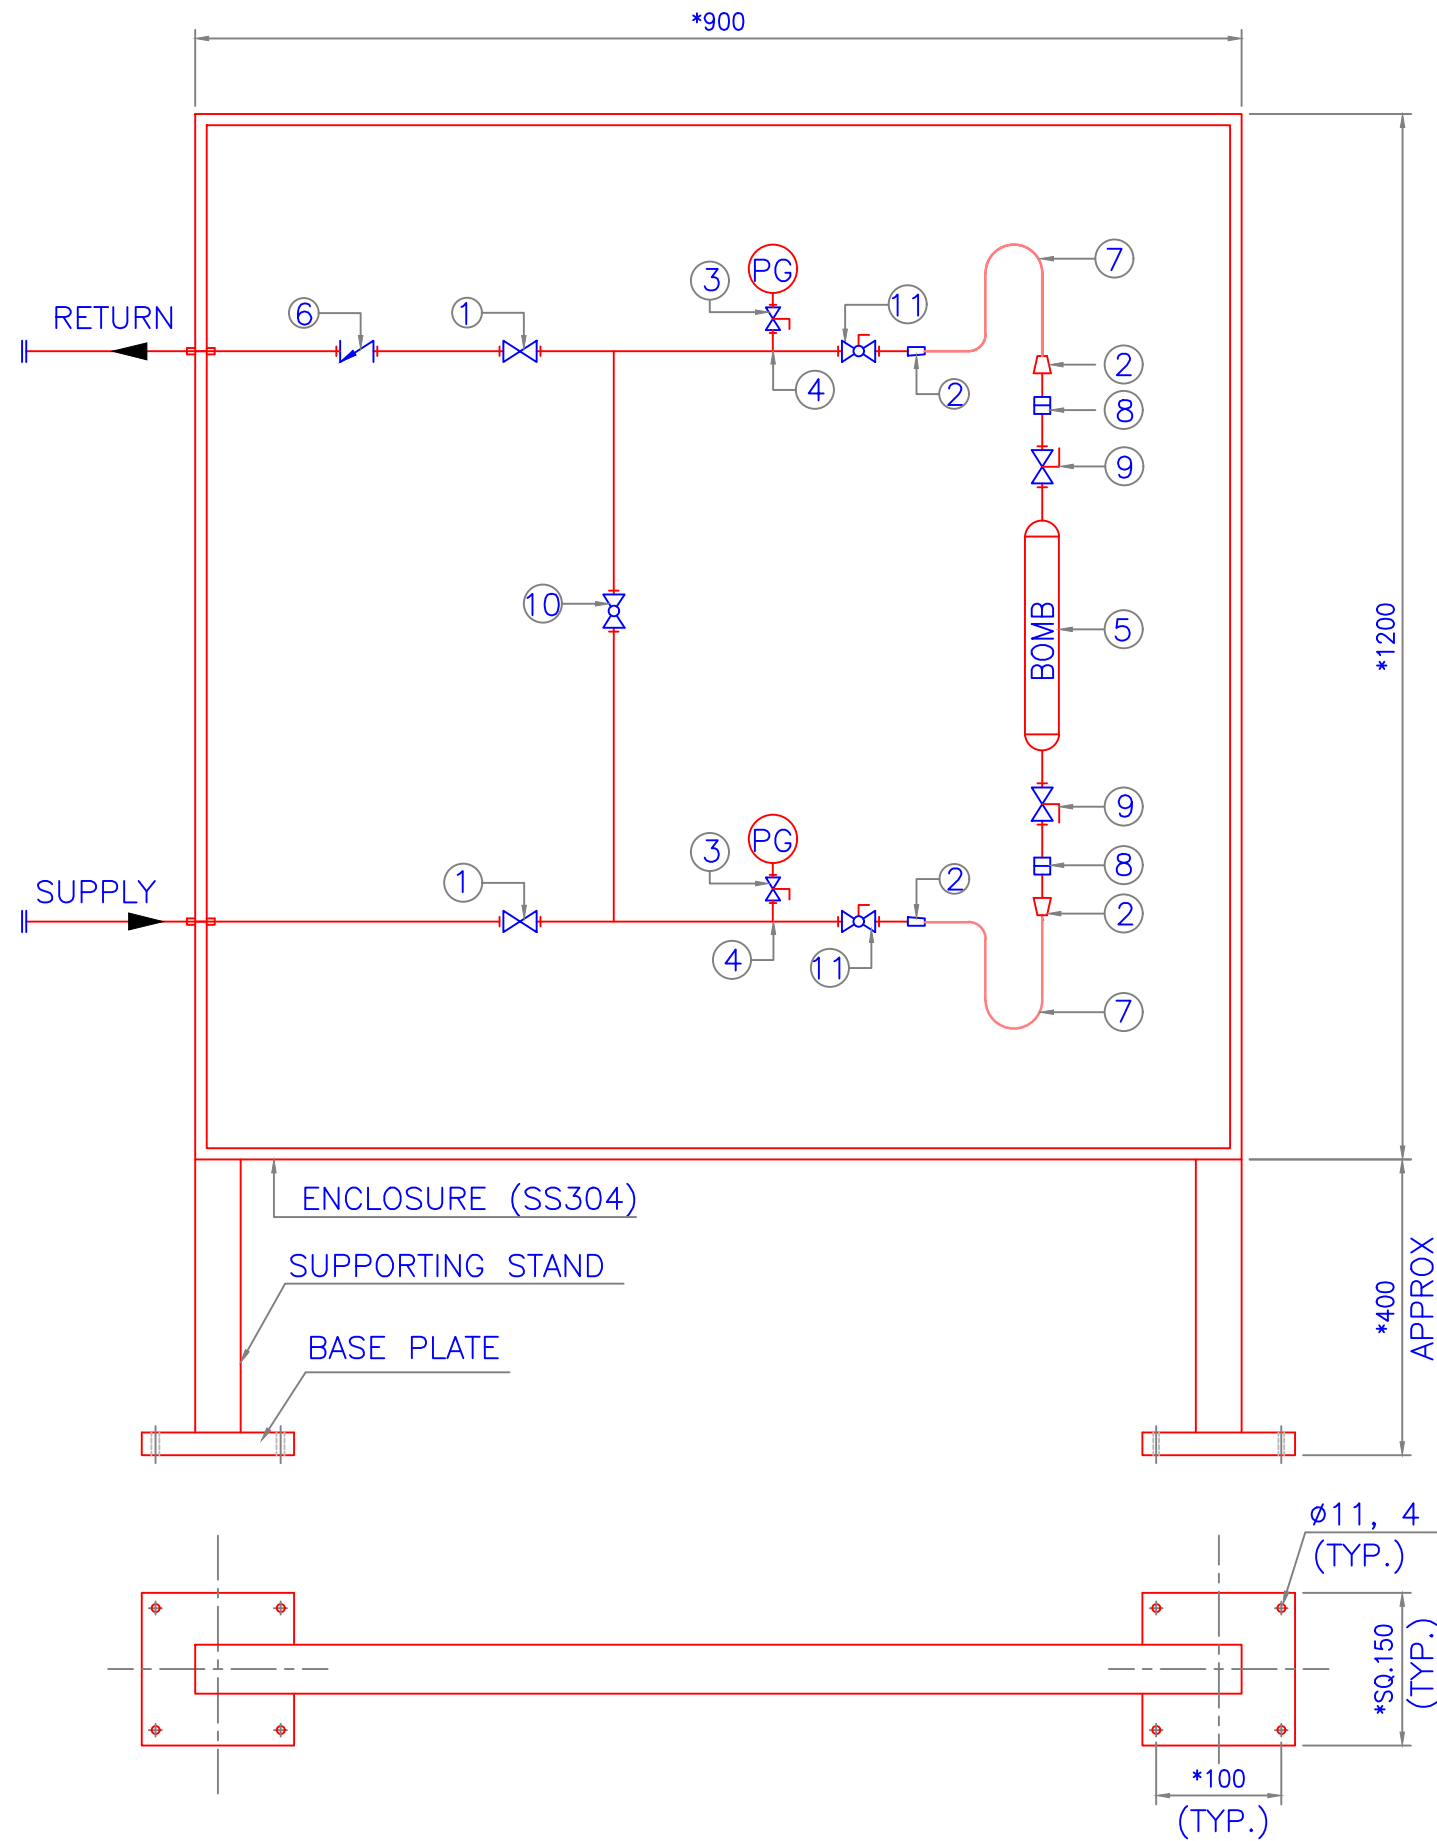 *900
7
3
PG
11
6
1
RETURN
2
4
2
8
9
10
*1200
5
BOMB
9
3
PG
8
1
2
SUPPLY
2
4
11
7
ENCLOSURE (SS304)
SUPPORTING STAND
*400
APPROX
BASE PLATE
ø11, 4
(TYP.)
*SQ.150
(TYP.)
*100
(TYP.)